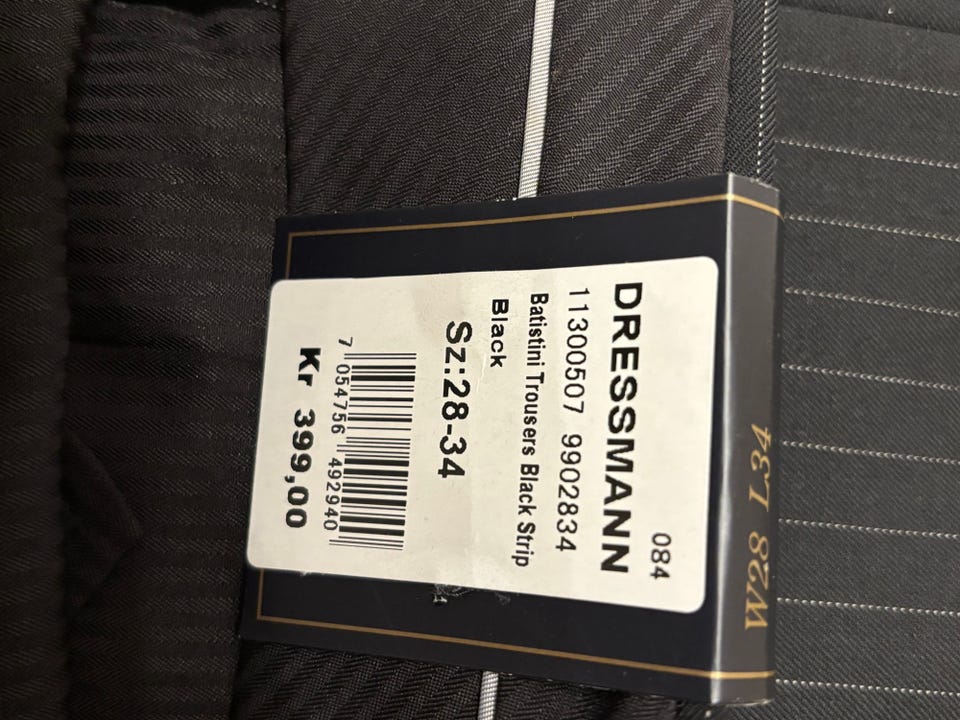 084
DRESSMANN
11300507 9902834
Batistini Trousers Black Strip
Black
Sz:28-34
7 054756 492940
Kr 399,00
W28 L34